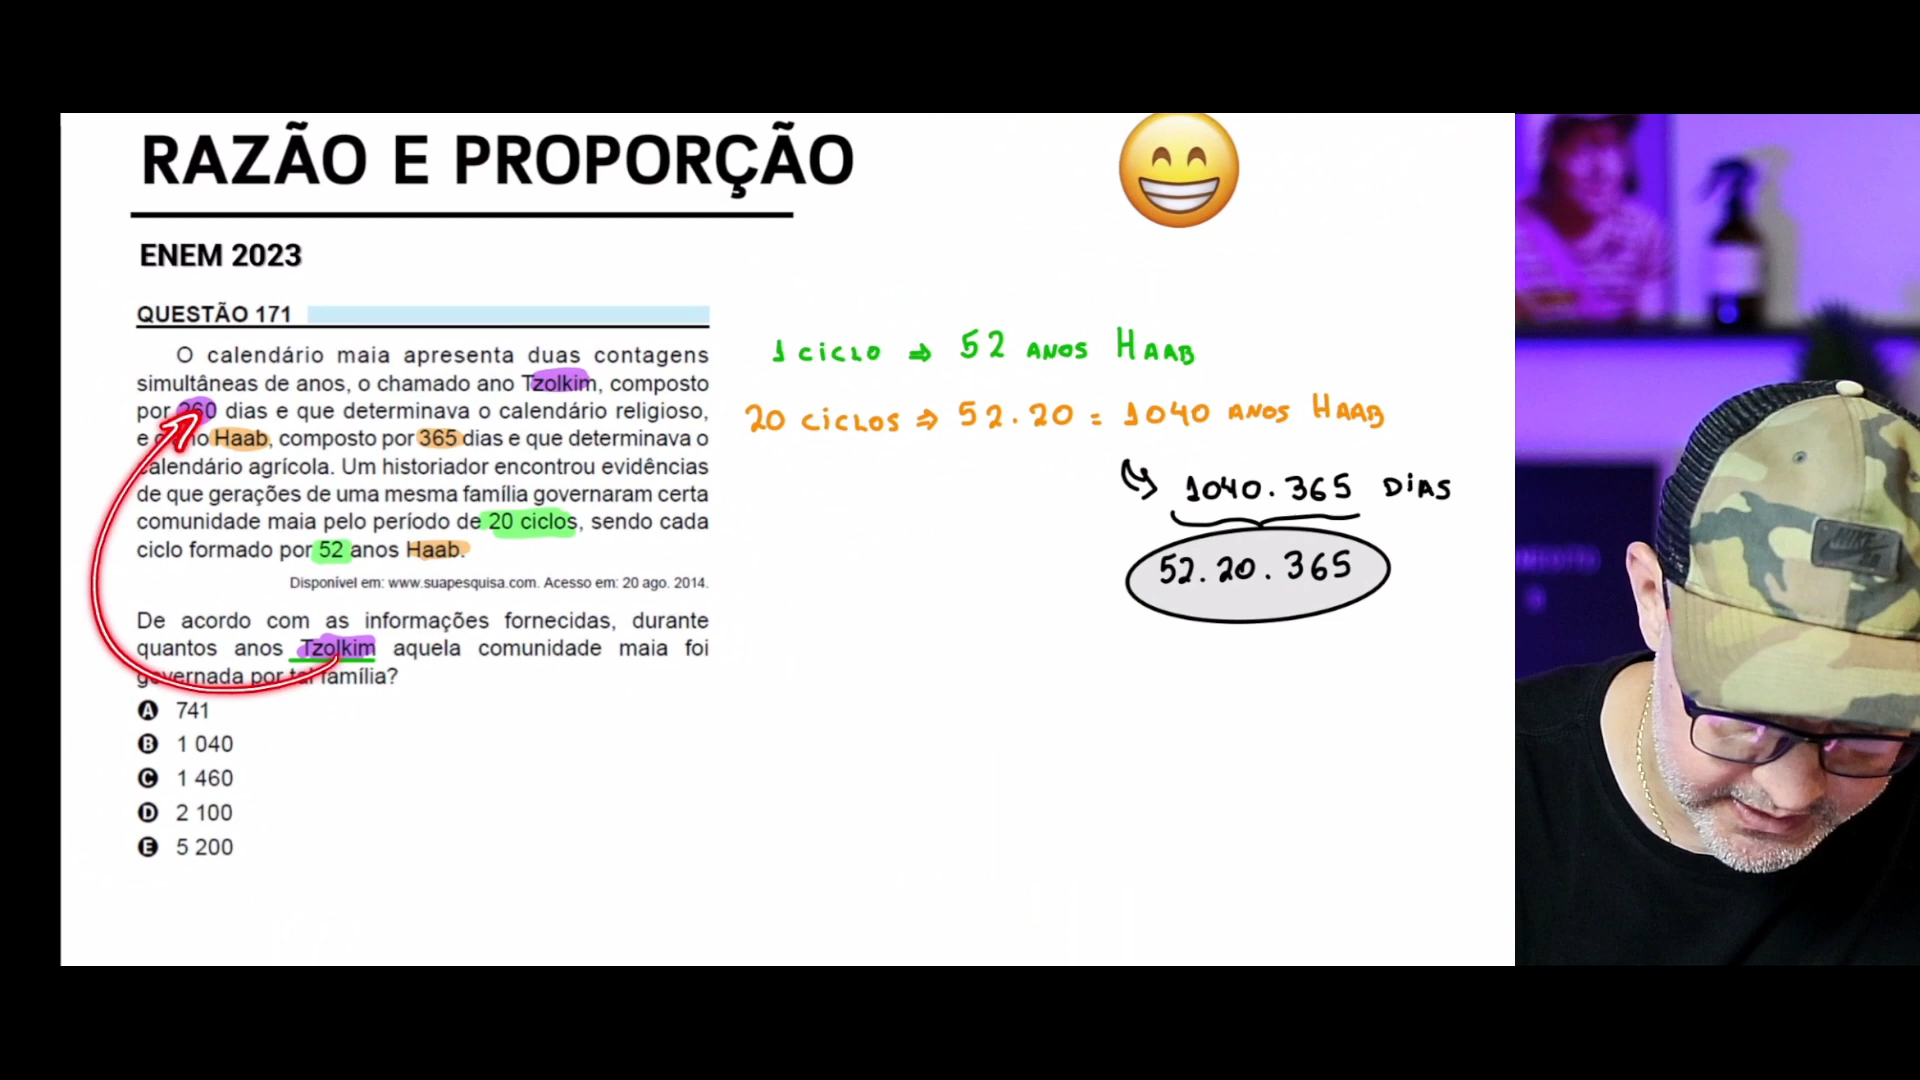 RAZÃO E PROPORÇÃO
ENEM 2023
QUESTÃO 171
O calendário maia apresenta duas contagens
simultâneas de anos, o chamado ano Tzolkim, composto
por 260 dias e que determinava o calendário religioso,
e o ano Haab, composto por 365 dias e que determinava o
calendário agrícola. Um historiador encontrou evidências
de que gerações de uma mesma família governaram certa
comunidade maia pelo período de 20 ciclos, sendo cada
ciclo formado por 52 anos Haab.
Disponível em: www.suapesquisa.com. Acesso em: 20 ago. 2014.
De acordo com as informações fornecidas, durante
quantos anos Tzolkim aquela comunidade maia foi
governada por tal família?
A 741
B 1 040
C 1 460
D 2 100
E 5 200
1 CICLO ⇒ 52 ANOS HAAB
20 CICLOS ⇒ 52.20 = 1040 ANOS HAAB
1040.365 DIAS
52.20.365
NIKE